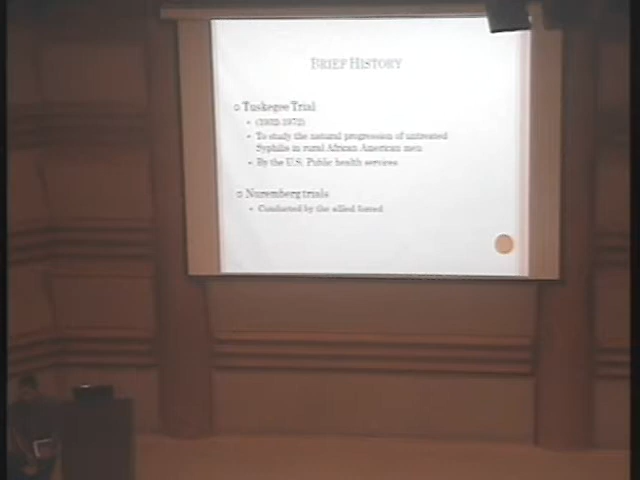 BRIEF HISTORY
Tuskegee Trial
(1932-1972)
To study the natural progression of untreated
Syphilis in rural African American men
By the U.S. Public health services
Nuremberg trials
Conducted by the allied forced